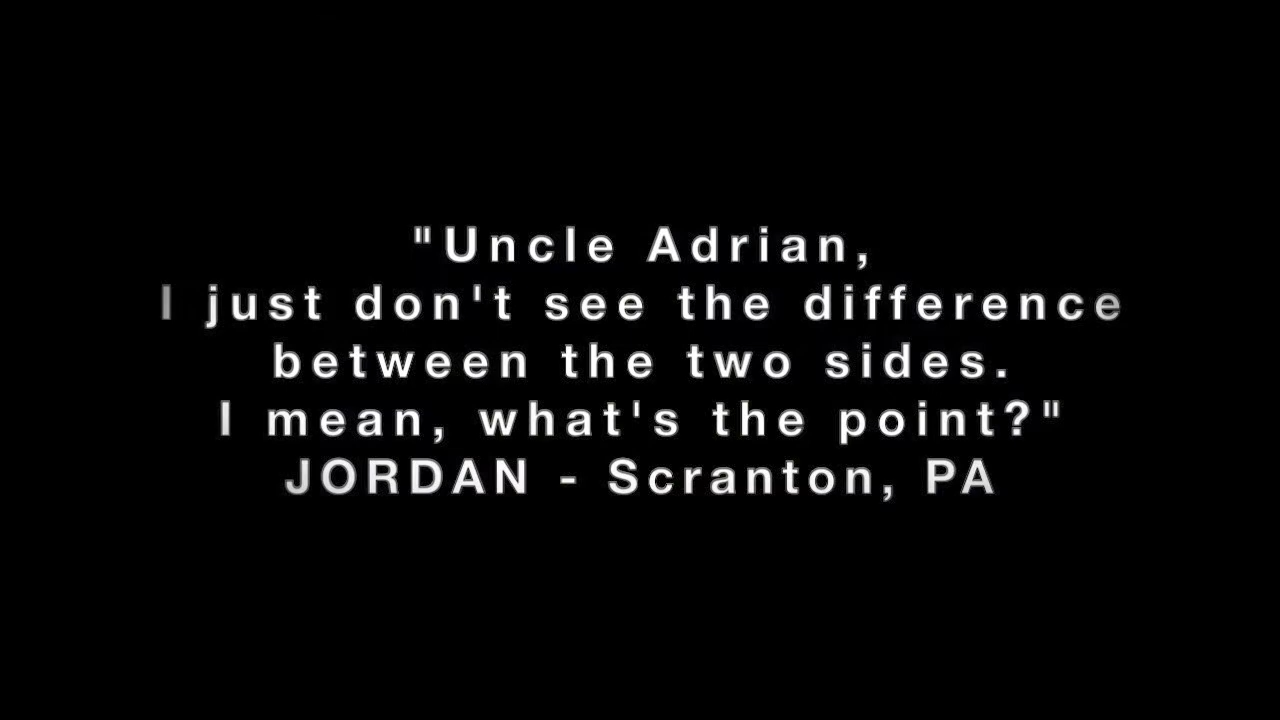 "Uncle Adrian,
I just don't see the difference
between the two sides.
I mean, what's the point?"
JORDAN - Scranton, PA